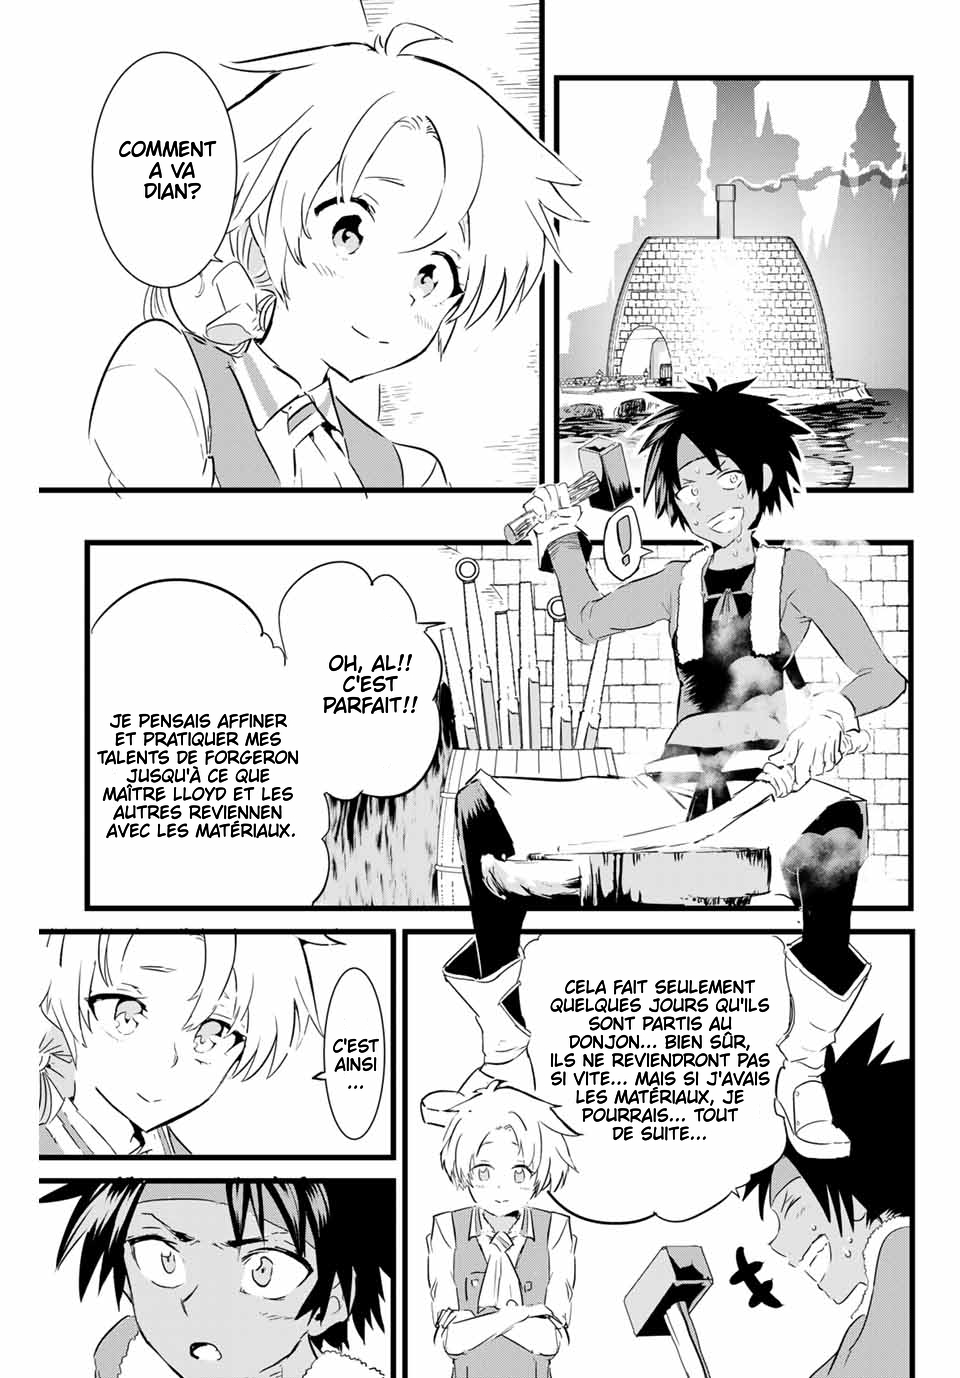 COMMENT
A VA
DIAN?
!
OH, AL!!
C'EST
PARFAIT!!
JE PENSAIS AFFINER
ET PRATIQUER MES
TALENTS DE FORGERON
JUSQU'À CE QUE
MAÎTRE LLOYD ET LES
AUTRES REVIENNEN
AVEC LES MATÉRIAUX.
CELA FAIT SEULEMENT
QUELQUES JOURS QU'ILS
SONT PARTIS AU
DONJON... BIEN SÛR,
ILS NE REVIENDRONT PAS
SI VITE... MAIS SI J'AVAIS
LES MATÉRIAUX, JE
POURRAIS... TOUT
DE SUITE...
C'EST
AINSI
...